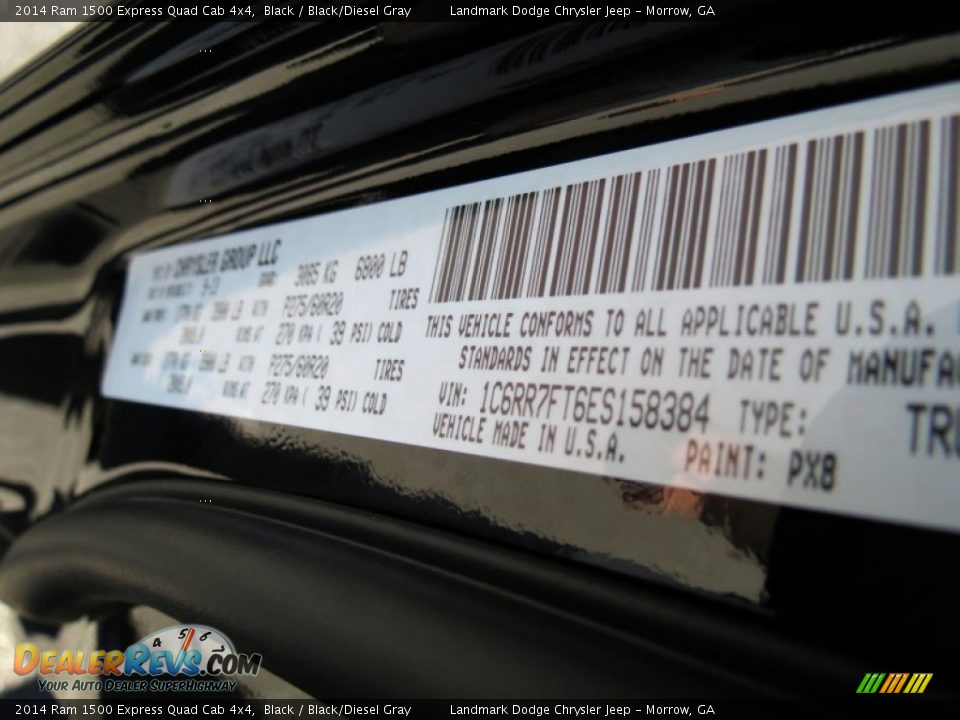 2014 Ram 1500 Express Quad Cab 4x4, Black / Black/Diesel Gray Landmark Dodge Chrysler Jeep - Morrow, GA
CHRYSLER GROUP LLC
3085 KG 6800 LB
P275/60R20 TIRES
270 KPA ( 39 PSI) COLD
P275/60R20 TIRES
270 KPA ( 39 PSI) COLD
THIS VEHICLE CONFORMS TO ALL APPLICABLE U.S.A.
STANDARDS IN EFFECT ON THE DATE OF MANUFA
VIN: 1C6RR7FT6ES158384 TYPE: TRU
VEHICLE MADE IN U.S.A. PAINT: PX8
4 5 6
DealerRevs.com
Your Auto Dealer SuperHighway
2014 Ram 1500 Express Quad Cab 4x4, Black / Black/Diesel Gray Landmark Dodge Chrysler Jeep - Morrow, GA